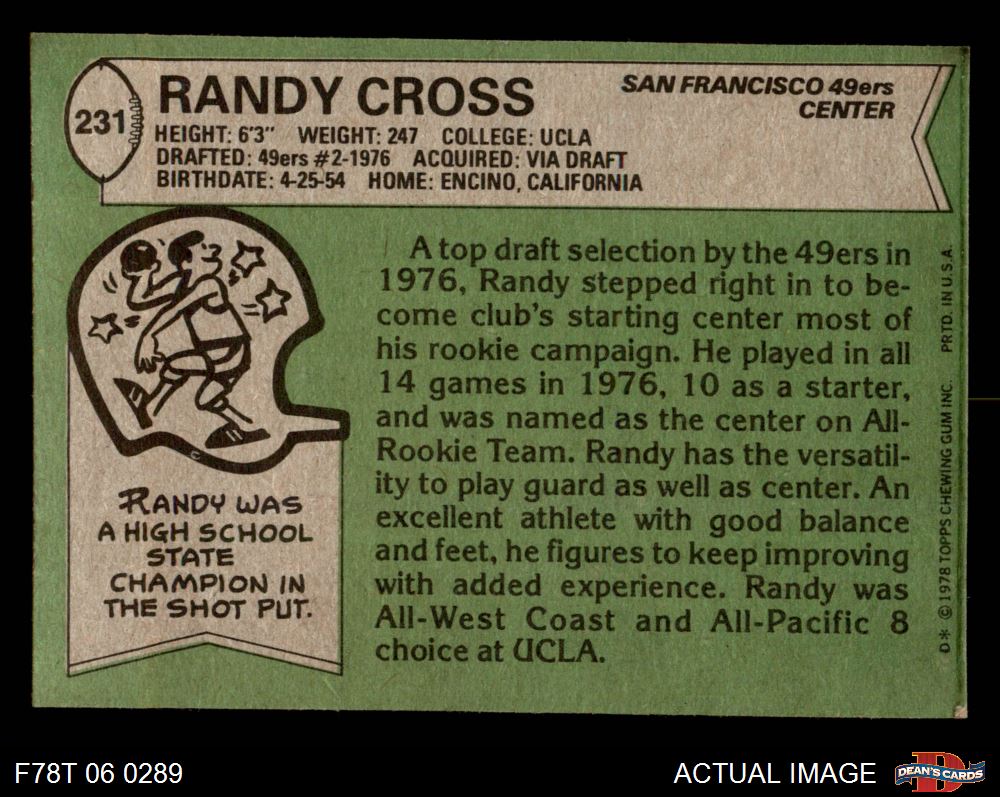 231
RANDY CROSS
SAN FRANCISCO 49ers
CENTER
HEIGHT: 6'3" WEIGHT: 247 COLLEGE: UCLA
DRAFTED: 49ers #2-1976 ACQUIRED: VIA DRAFT
BIRTHDATE: 4-25-54 HOME: ENCINO, CALIFORNIA
RANDY WAS
A HIGH SCHOOL
STATE
CHAMPION IN
THE SHOT PUT.
A top draft selection by the 49ers in
1976, Randy stepped right in to be-
come club's starting center most of
his rookie campaign. He played in all
14 games in 1976, 10 as a starter,
and was named as the center on All-
Rookie Team. Randy has the versatil-
ity to play guard as well as center. An
excellent athlete with good balance
and feet, he figures to keep improving
with added experience. Randy was
All-West Coast and All-Pacific 8
choice at UCLA.
D* © 1978 TOPPS CHEWING GUM INC. PRTD. IN U.S.A.
F78T 06 0289
ACTUAL IMAGE
D
DEAN'S CARDS